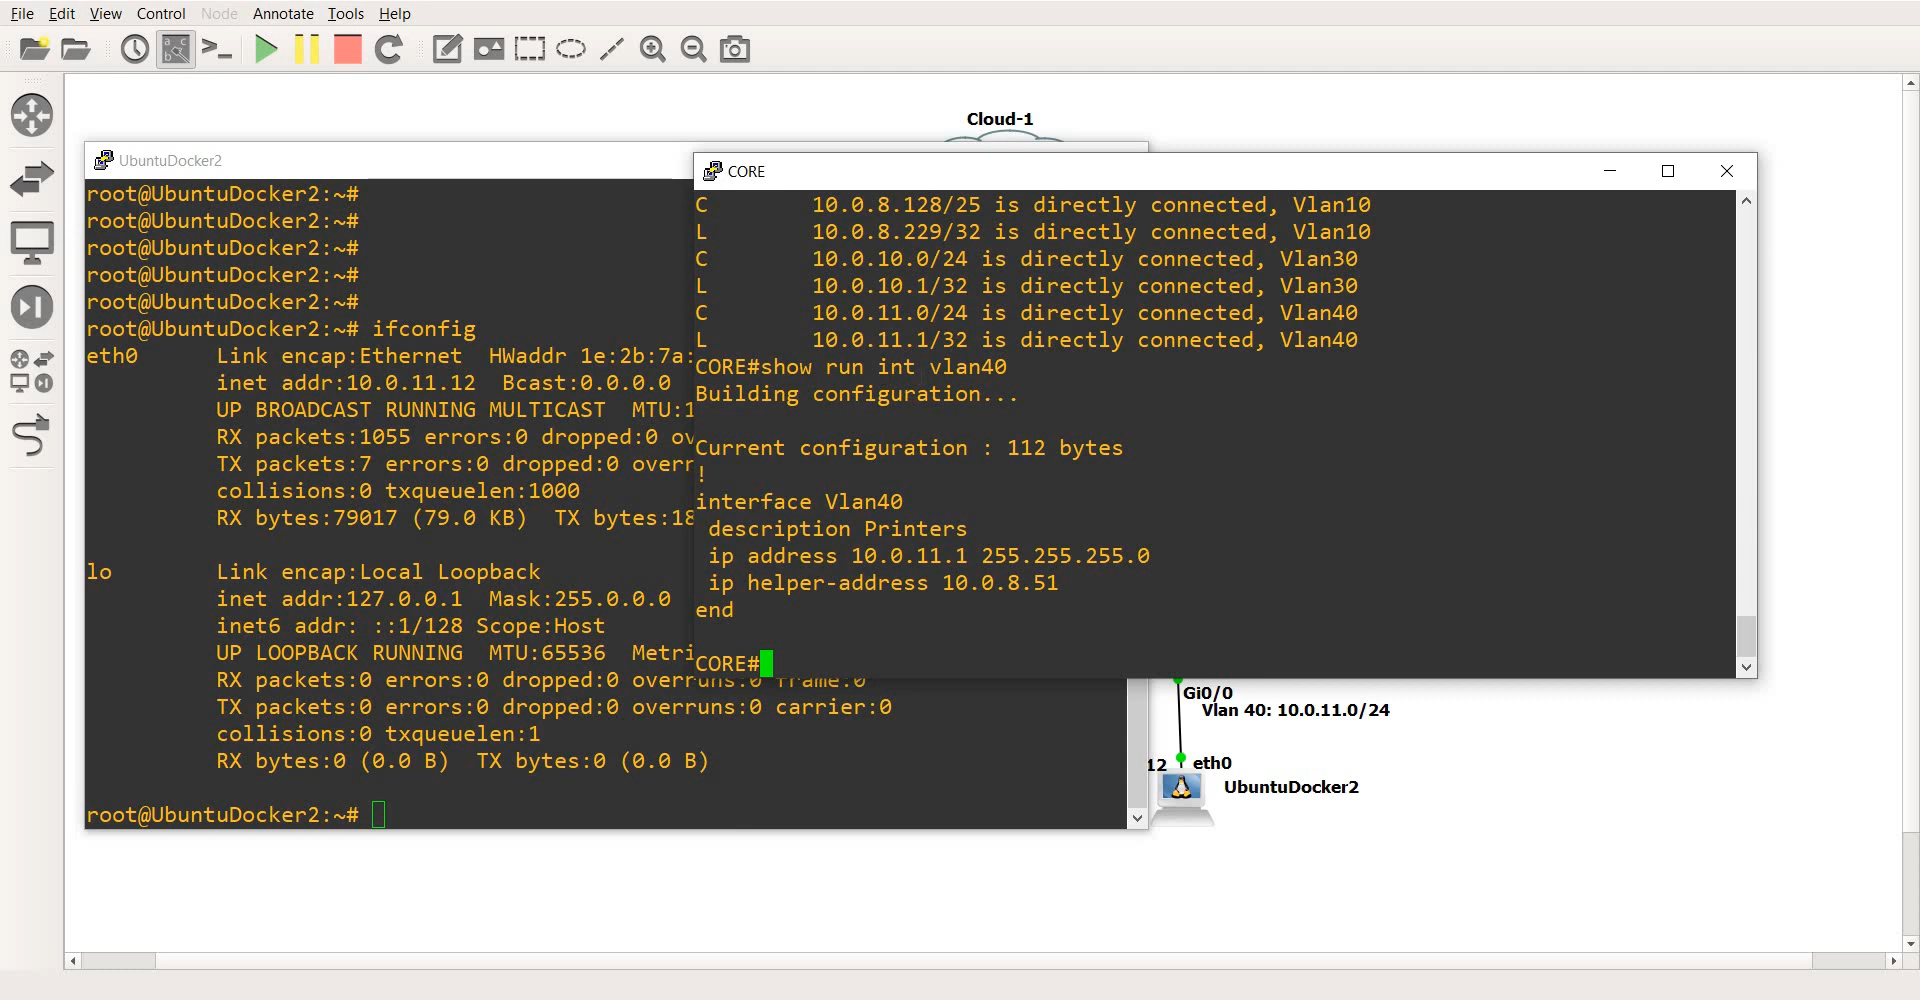 File Edit View Control Node Annotate Tools Help
Cloud-1
UbuntuDocker2
root@UbuntuDocker2:~#
root@UbuntuDocker2:~#
root@UbuntuDocker2:~#
root@UbuntuDocker2:~#
root@UbuntuDocker2:~#
root@UbuntuDocker2:~# ifconfig
eth0 Link encap:Ethernet HWaddr 1e:2b:7a:
inet addr:10.0.11.12 Bcast:0.0.0.0
UP BROADCAST RUNNING MULTICAST MTU:1
RX packets:1055 errors:0 dropped:0 ov
TX packets:7 errors:0 dropped:0 overr
collisions:0 txqueuelen:1000
RX bytes:79017 (79.0 KB) TX bytes:18
lo Link encap:Local Loopback
inet addr:127.0.0.1 Mask:255.0.0.0
inet6 addr: ::1/128 Scope:Host
UP LOOPBACK RUNNING MTU:65536 Metri
RX packets:0 errors:0 dropped:0 overruns:0 frame:0
TX packets:0 errors:0 dropped:0 overruns:0 carrier:0
collisions:0 txqueuelen:1
RX bytes:0 (0.0 B) TX bytes:0 (0.0 B)
root@UbuntuDocker2:~#
CORE
C 10.0.8.128/25 is directly connected, Vlan10
L 10.0.8.229/32 is directly connected, Vlan10
C 10.0.10.0/24 is directly connected, Vlan30
L 10.0.10.1/32 is directly connected, Vlan30
C 10.0.11.0/24 is directly connected, Vlan40
L 10.0.11.1/32 is directly connected, Vlan40
CORE#show run int vlan40
Building configuration...
Current configuration : 112 bytes
!
interface Vlan40
description Printers
ip address 10.0.11.1 255.255.255.0
ip helper-address 10.0.8.51
end
CORE#
Gi0/0
Vlan 40: 10.0.11.0/24
12 eth0
UbuntuDocker2